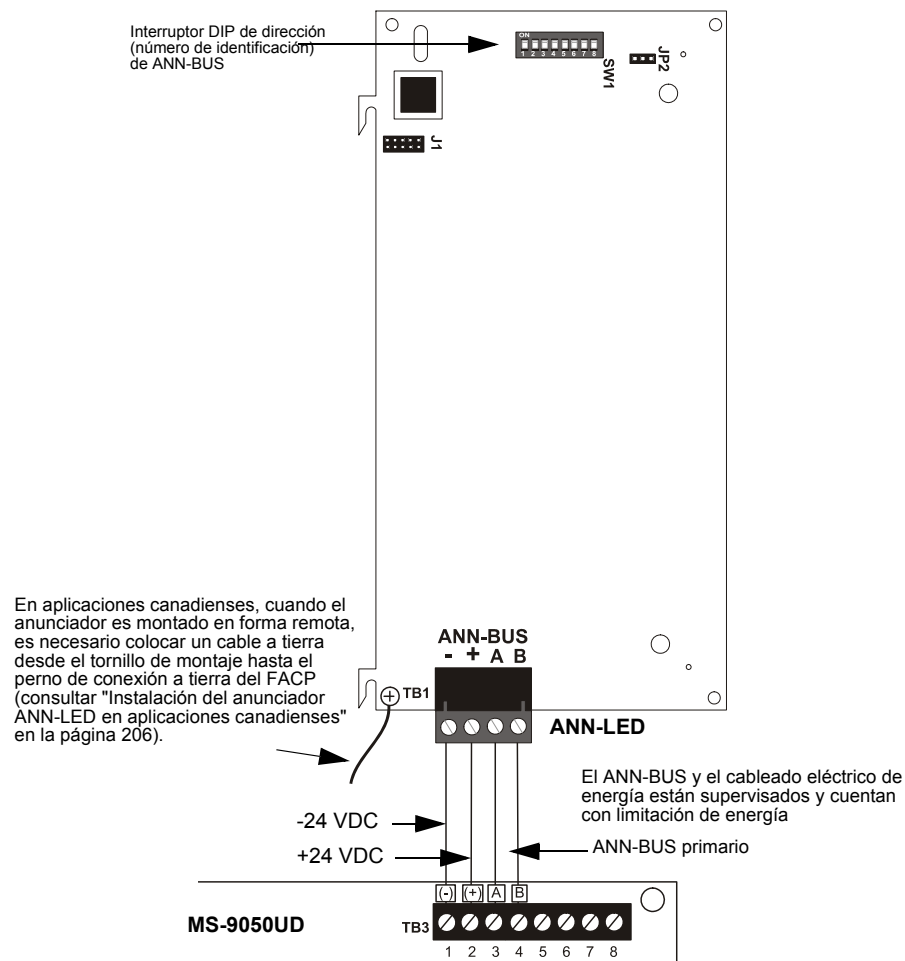 Interruptor DIP de dirección
(número de identificación)
de ANN-BUS
ON
1 2 3 4 5 6 7 8
SW1
JP2
J1
En aplicaciones canadienses, cuando el
anunciador es montado en forma remota,
es necesario colocar un cable a tierra
desde el tornillo de montaje hasta el
perno de conexión a tierra del FACP
(consultar "Instalación del anunciador
ANN-LED en aplicaciones canadienses"
en la página 206).
ANN-BUS
- + A B
TB1
ANN-LED
El ANN-BUS y el cableado eléctrico de
energía están supervisados y cuentan
con limitación de energía
-24 VDC
ANN-BUS primario
+24 VDC
(-) (+) A B
MS-9050UD
TB3
1 2 3 4 5 6 7 8